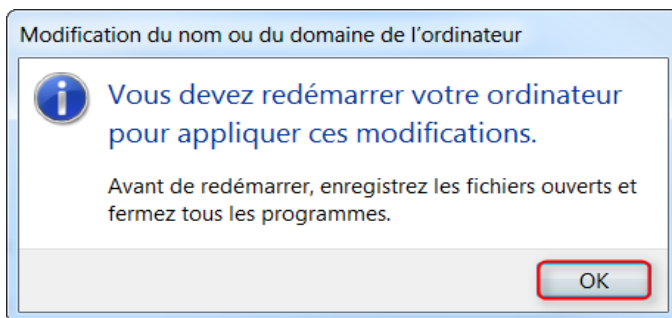 Modification du nom ou du domaine de l'ordinateur
Vous devez redémarrer votre ordinateur
pour appliquer ces modifications.
Avant de redémarrer, enregistrez les fichiers ouverts et
fermez tous les programmes.
OK